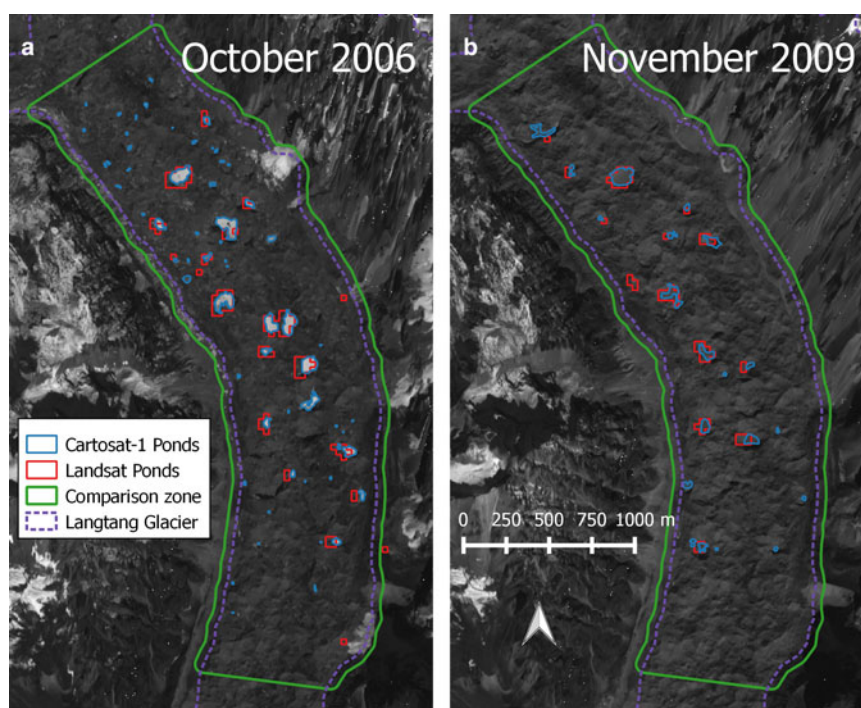 a
October 2006
Cartosat-1 Ponds
Landsat Ponds
Comparison zone
Langtang Glacier
b
November 2009
0 250 500 750 1000 m